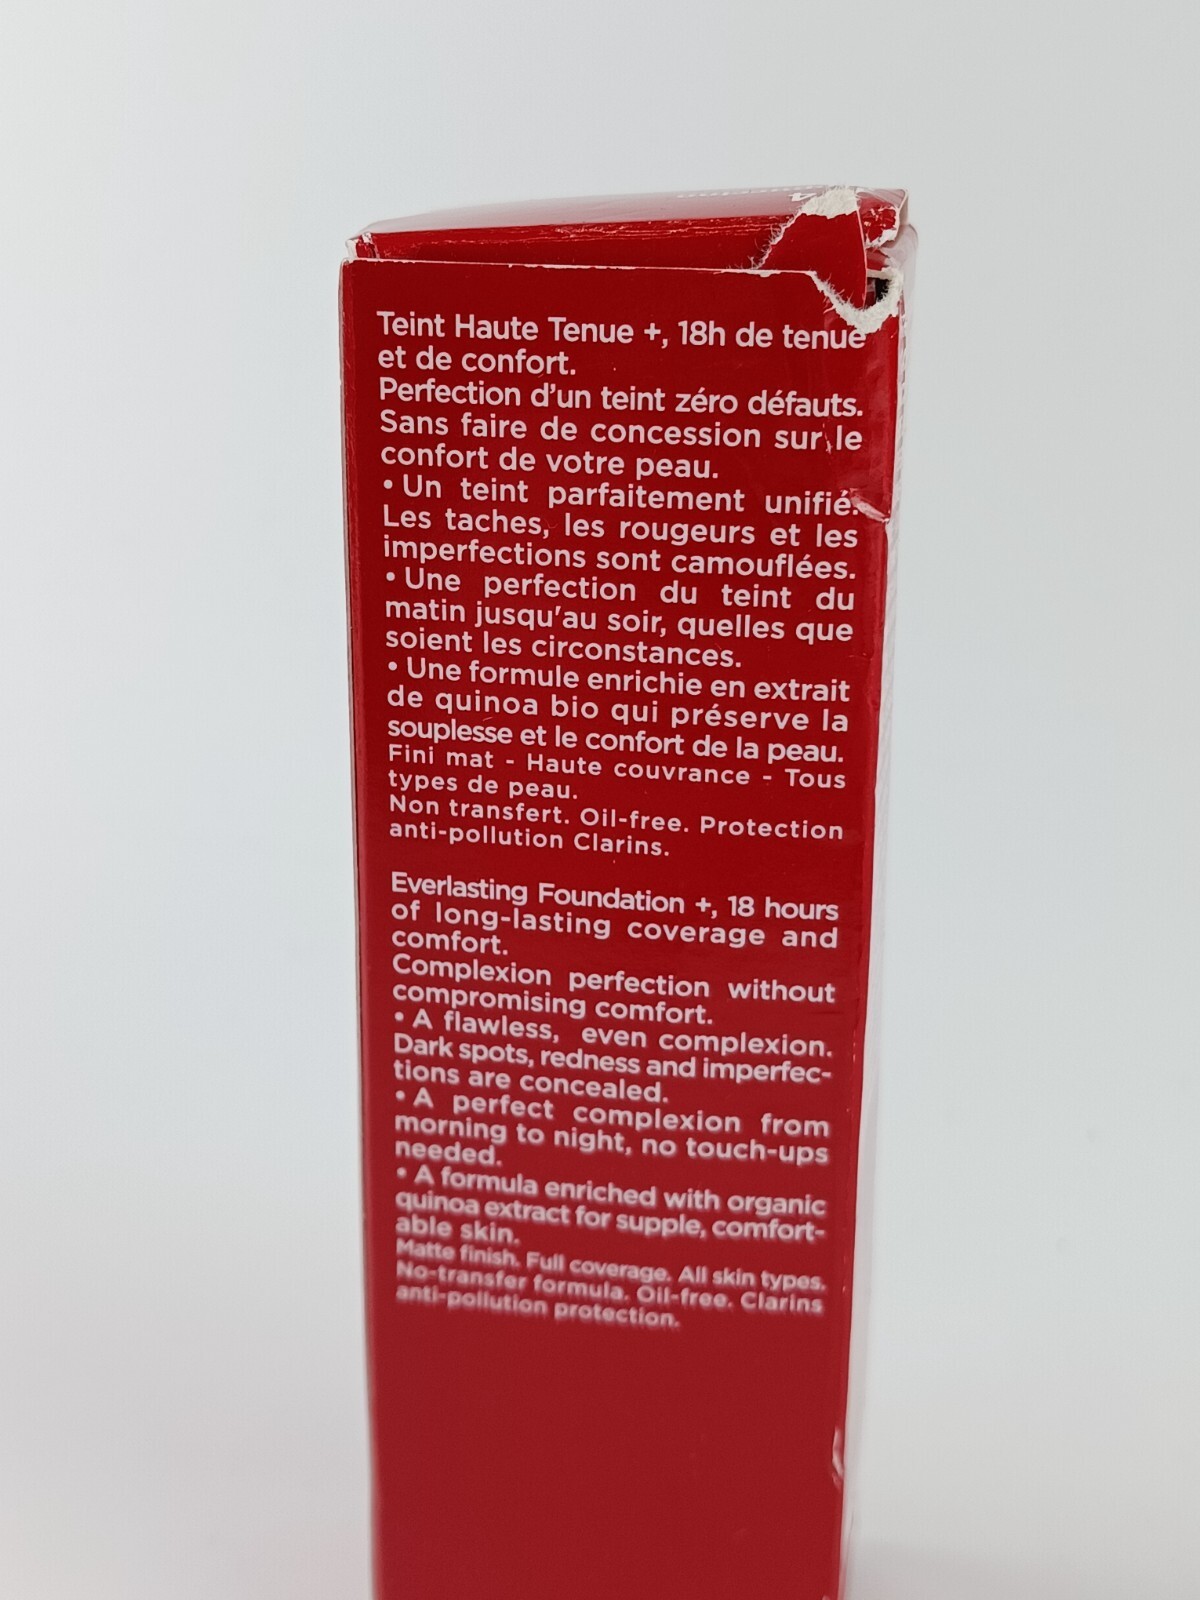 Teint Haute Tenue +, 18h de tenue
et de confort.
Perfection d'un teint zéro défauts.
Sans faire de concession sur le
confort de votre peau.
• Un teint parfaitement unifié.
Les taches, les rougeurs et les
imperfections sont camouflées.
• Une perfection du teint du
matin jusqu'au soir, quelles que
soient les circonstances.
• Une formule enrichie en extrait
de quinoa bio qui préserve la
souplesse et le confort de la peau.
Fini mat - Haute couvrance - Tous
types de peau.
Non transfert. Oil-free. Protection
anti-pollution Clarins.
Everlasting Foundation +, 18 hours
of long-lasting coverage and
comfort.
Complexion perfection without
compromising comfort.
• A flawless, even complexion.
Dark spots, redness and imperfec-
tions are concealed.
• A perfect complexion from
morning to night, no touch-ups
needed.
• A formula enriched with organic
quinoa extract for supple, comfort-
able skin.
Matte finish. Full coverage. All skin types.
No-transfer formula. Oil-free. Clarins
anti-pollution protection.